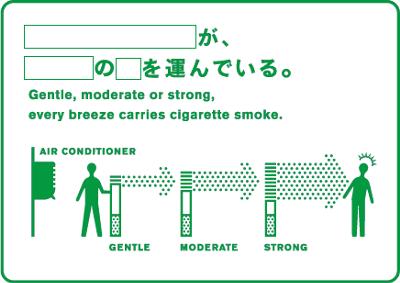 が、
の を運んでいる。
Gentle, moderate or strong,
every breeze carries cigarette smoke.
AIR CONDITIONER
GENTLE MODERATE STRONG